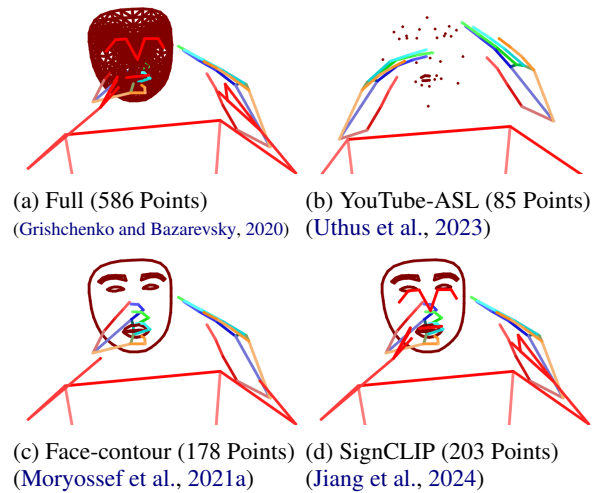 (a) Full (586 Points)
(Grishchenko and Bazarevsky, 2020)
(b) YouTube-ASL (85 Points)
(Uthus et al., 2023)
(c) Face-contour (178 Points)
(Moryossef et al., 2021a)
(d) SignCLIP (203 Points)
(Jiang et al., 2024)